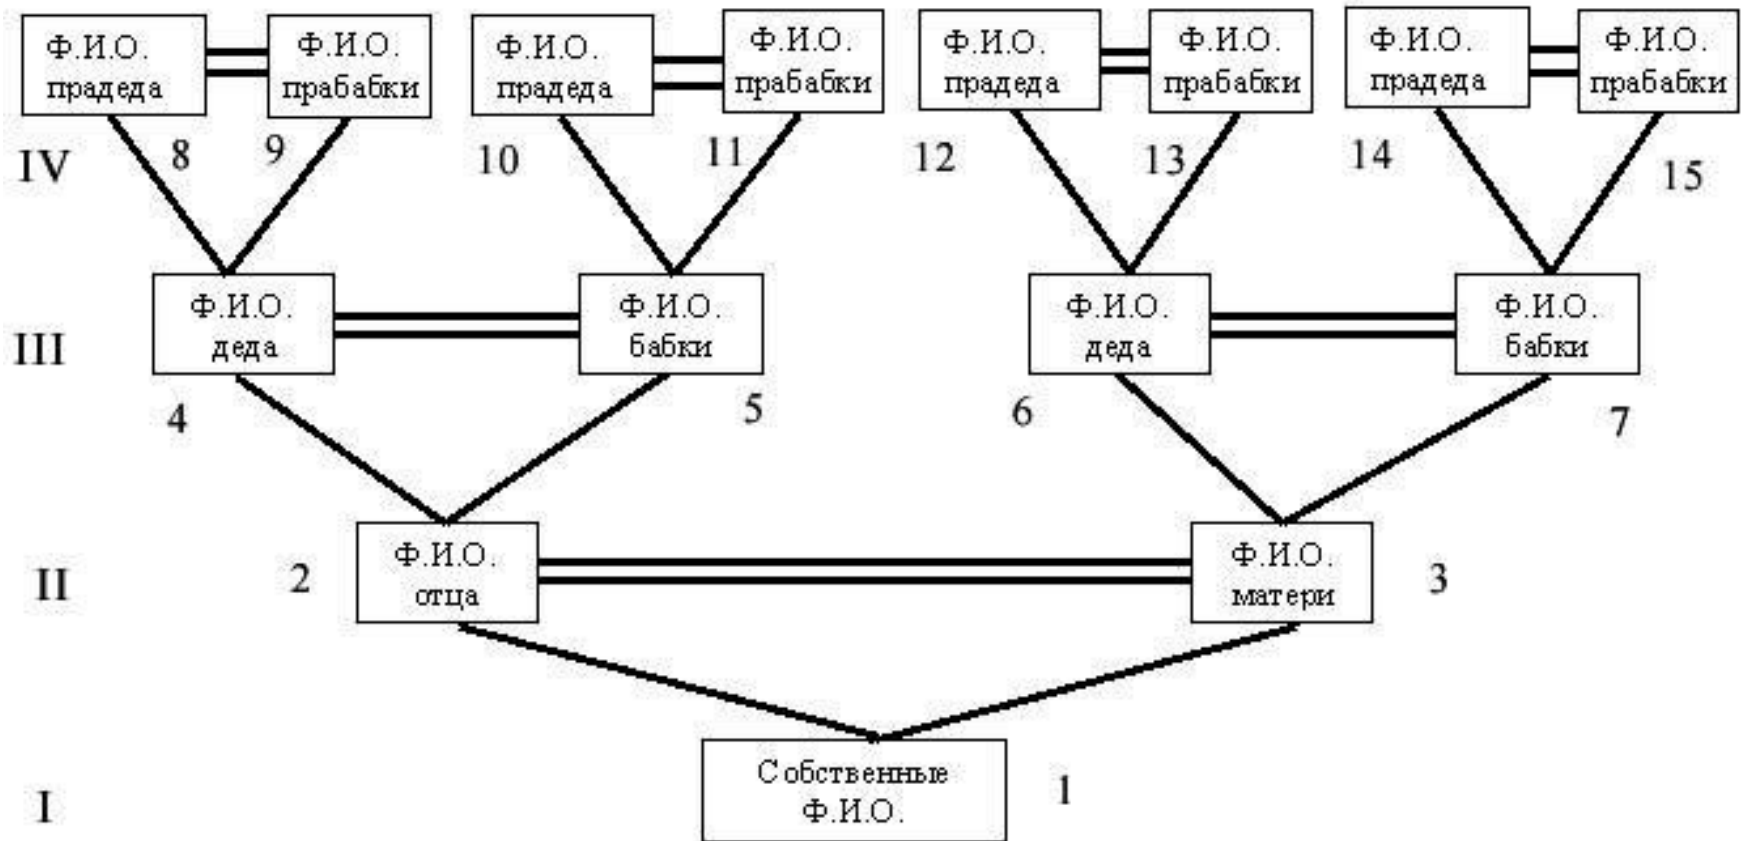 Ф.И.О.
прадеда
Ф.И.О.
прабабки
Ф.И.О.
прадеда
Ф.И.О.
прабабки
Ф.И.О.
прадеда
Ф.И.О.
прабабки
Ф.И.О.
прадеда
Ф.И.О.
прабабки
IV
8
9
10
11
12
13
14
15
III
Ф.И.О.
деда
Ф.И.О.
бабки
Ф.И.О.
деда
Ф.И.О.
бабки
4
5
6
7
II
2
Ф.И.О.
отца
Ф.И.О.
матери
3
I
Собственные
Ф.И.О.
1